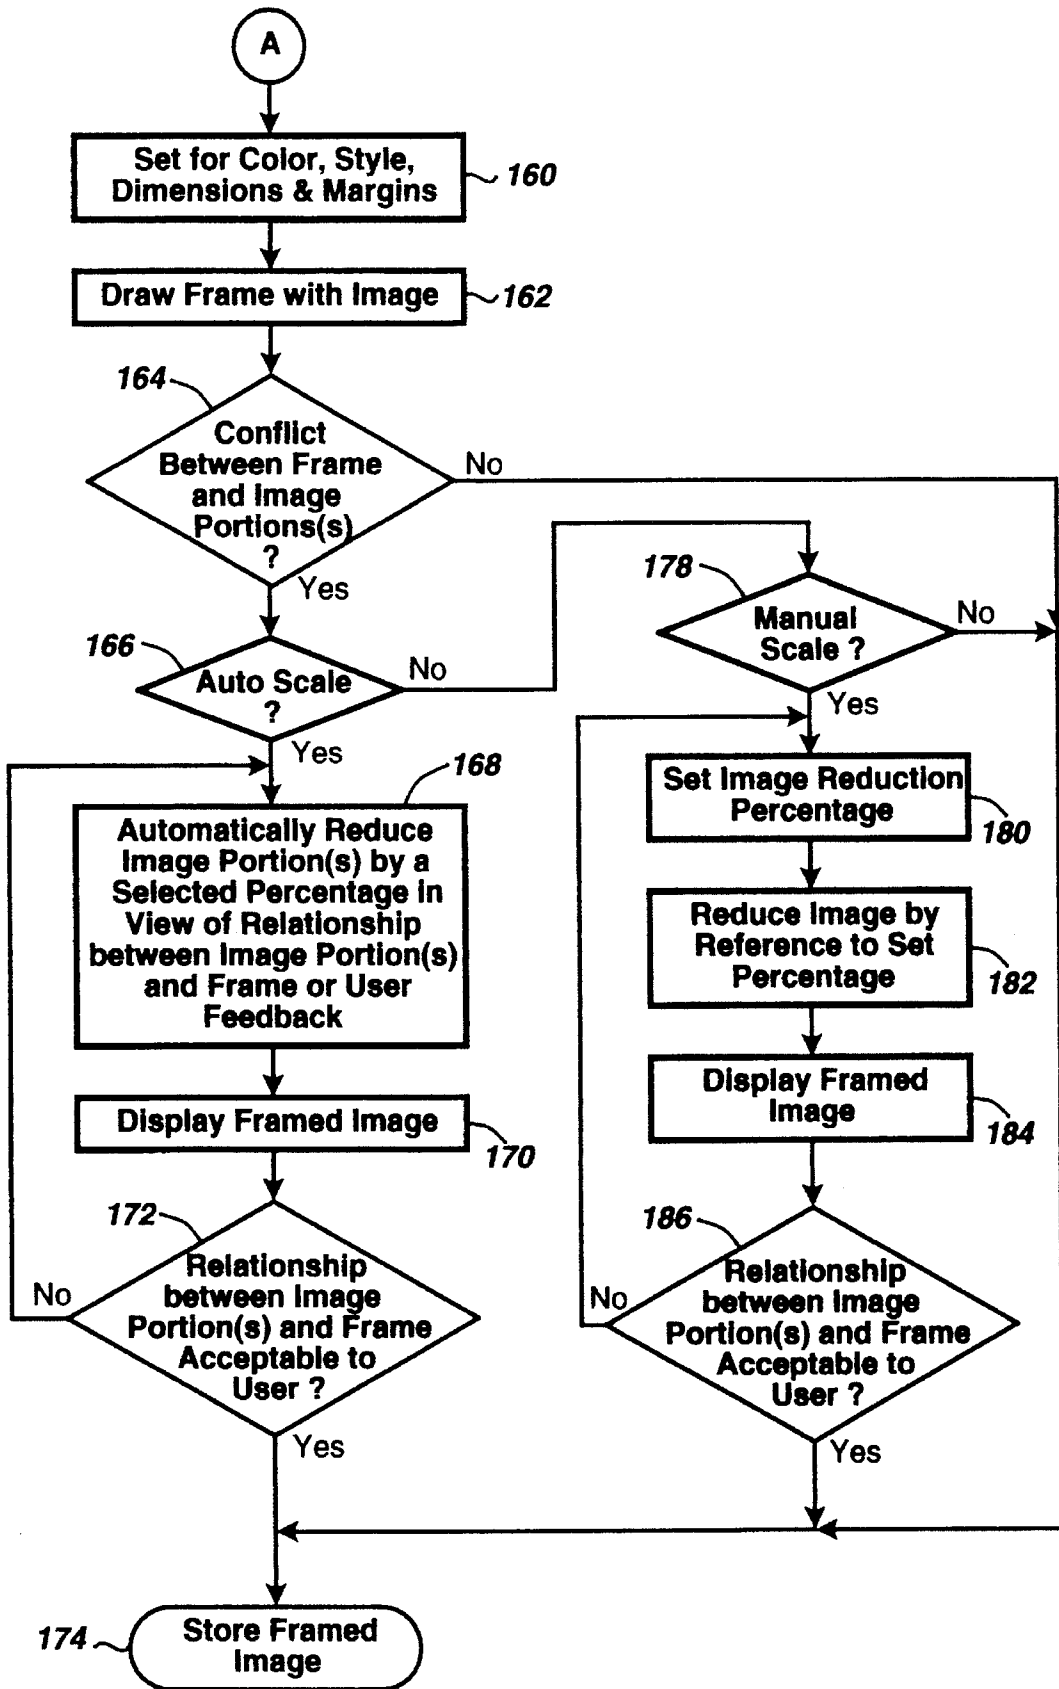 A
Set for Color, Style,
Dimensions & Margins
160
Draw Frame with Image
162
164
Conflict
Between Frame
and Image
Portions(s)
?
No
Yes
166
Auto Scale
?
No
Yes
178
Manual
Scale ?
No
Yes
168
Automatically Reduce
Image Portion(s) by a
Selected Percentage in
View of Relationship
between Image Portion(s)
and Frame or User
Feedback
Set Image Reduction
Percentage
180
Reduce Image by
Reference to Set
Percentage
182
Display Framed Image
170
Display Framed
Image
184
172
Relationship
between Image
Portion(s) and Frame
Acceptable to
User ?
No
Yes
186
Relationship
between Image
Portion(s) and Frame
Acceptable to
User ?
No
Yes
174
Store Framed
Image